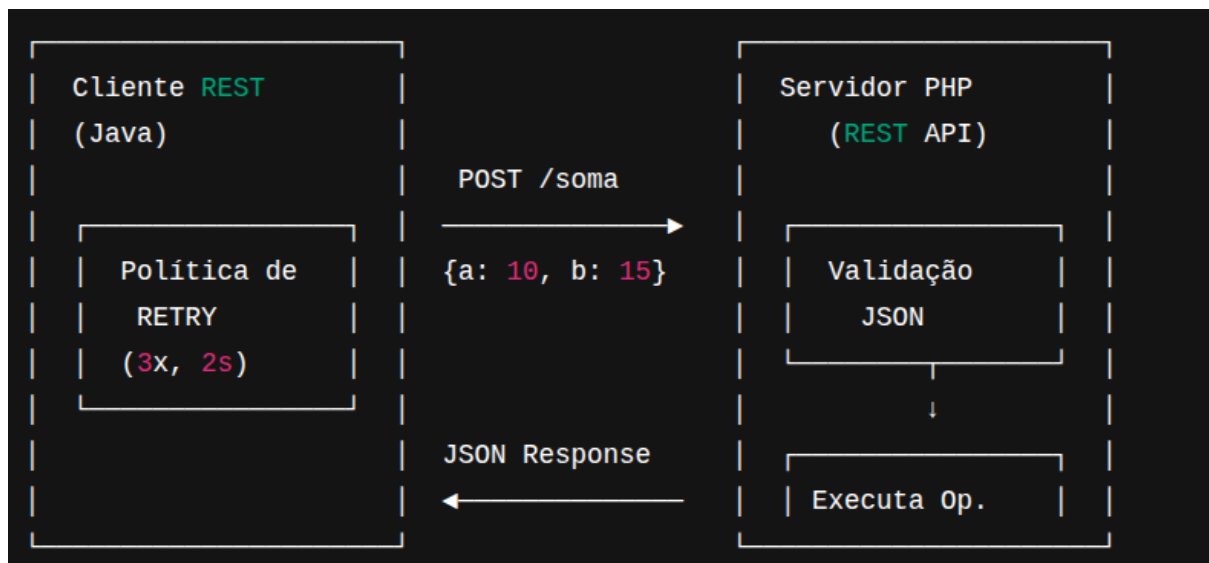 Cliente REST
(Java)
Política de
RETRY
(3x, 2s)
POST /soma
{a: 10, b: 15}
JSON Response
Servidor PHP
(REST API)
Validação
JSON
↓
Executa Op.